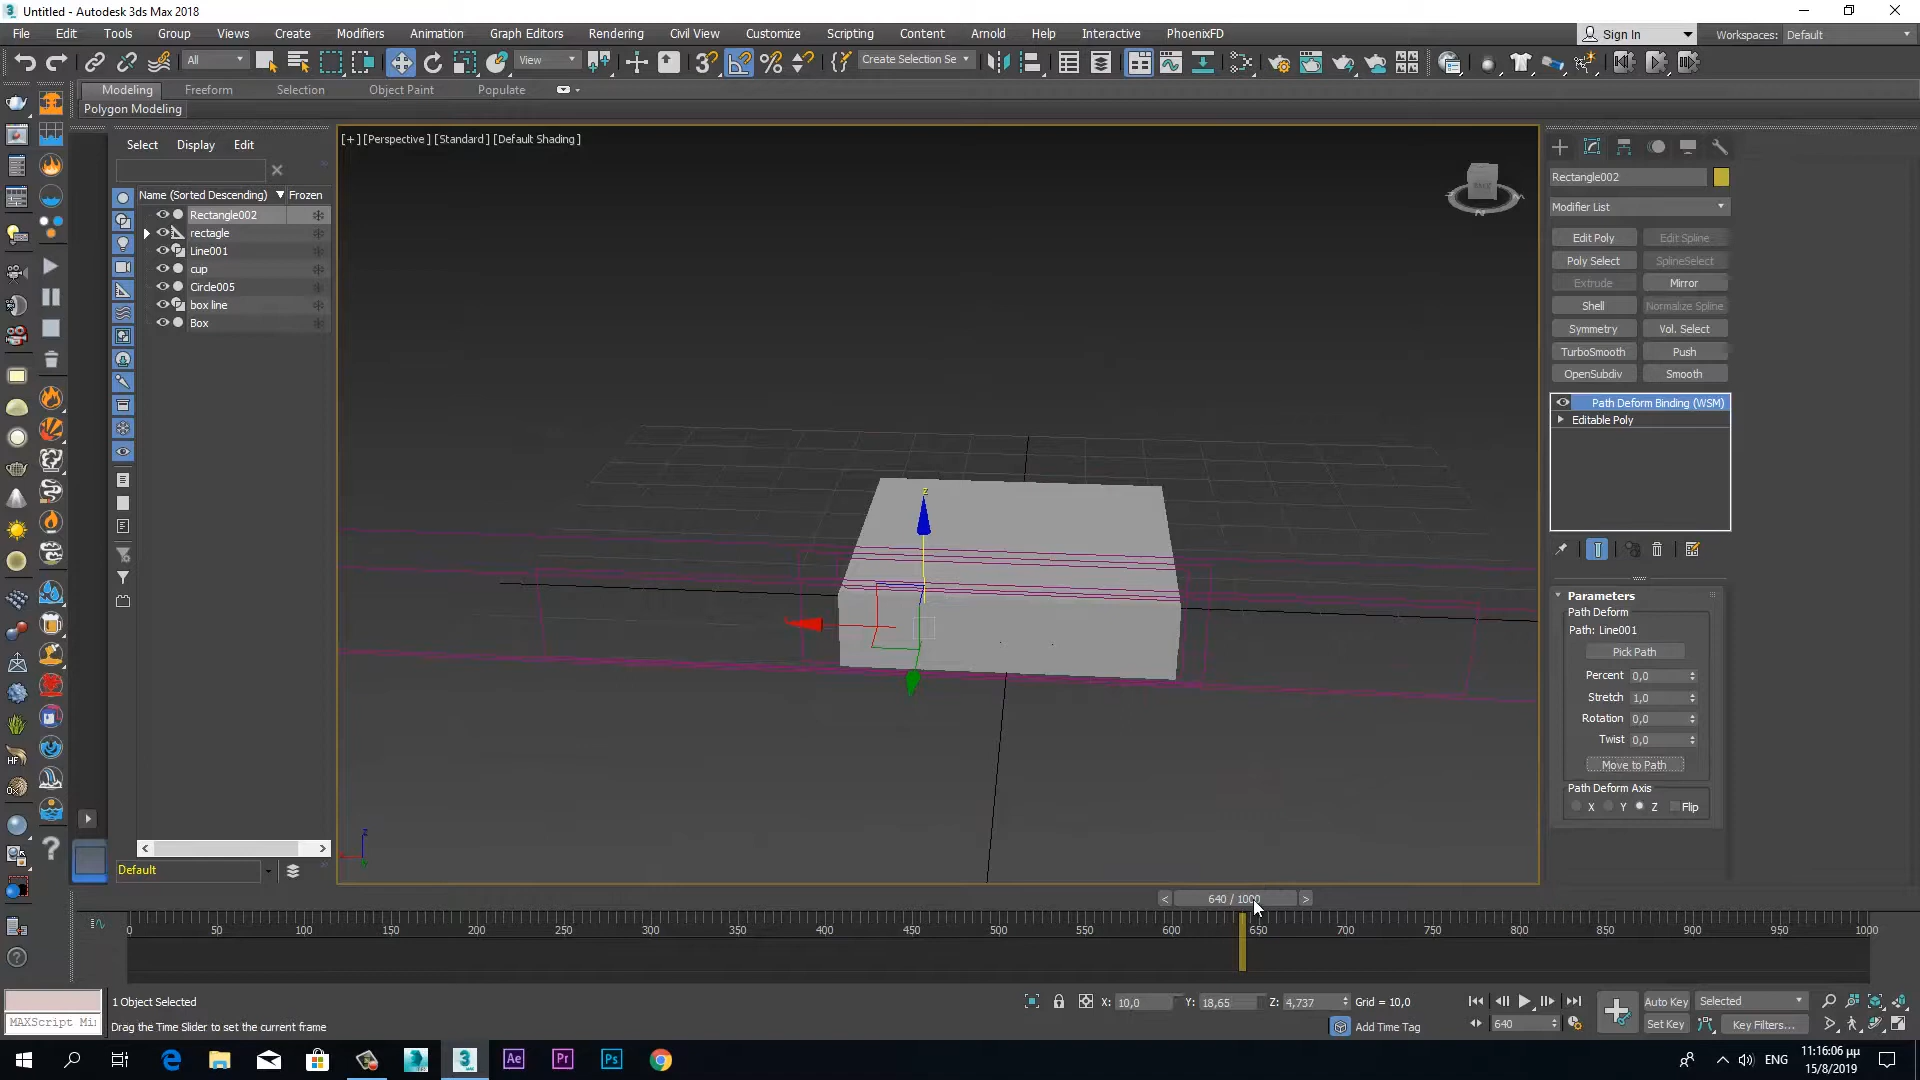 Untitled - Autodesk 3ds Max 2018
File Edit Tools Group Views Create Modifiers Animation Graph Editors Rendering Civil View Customize Scripting Content Arnold Help Interactive PhoenixFD
Sign In Workspaces: Default
All View Create Selection Se
Modeling Freeform Selection Object Paint Populate
Polygon Modeling
Select Display Edit
[+] [Perspective] [Standard] [Default Shading]
Name (Sorted Descending) Frozen
Rectangle002
rectagle
Line001
cup
Circle005
box line
Box
Rectangle002
Modifier List
Edit Poly Edit Spline
Poly Select SplineSelect
Extrude Mirror
Shell Normalize Spline
Symmetry Vol. Select
TurboSmooth Push
OpenSubdiv Smooth
Path Deform Binding (WSM)
Editable Poly
Parameters
Path Deform
Path: Line001
Pick Path
Percent 0,0
Stretch 1,0
Rotation 0,0
Twist 0,0
Move to Path
Path Deform Axis
X Y Z Flip
z
Default
< 640 / 1000 >
0 50 100 150 200 250 300 350 400 450 500 550 600 650 700 750 800 850 900 950 1000
1 Object Selected
X: 10,0 Y: 18,65 Z: 4,737 Grid = 10,0
Auto Key Selected
MAXScript Mi
Drag the Time Slider to set the current frame
Add Time Tag
640
Set Key Key Filters...
Ae Pr Ps
ENG
11:16:06 μμ
15/8/2019